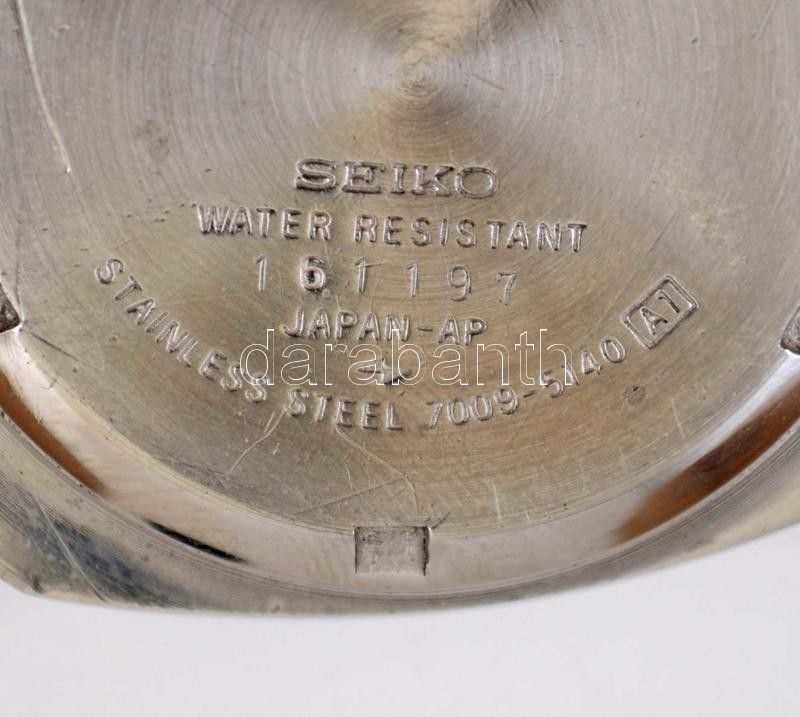 SEIKO
WATER RESISTANT
161197
JAPAN-AP
STAINLESS STEEL 7009-5140 A1
darabanth